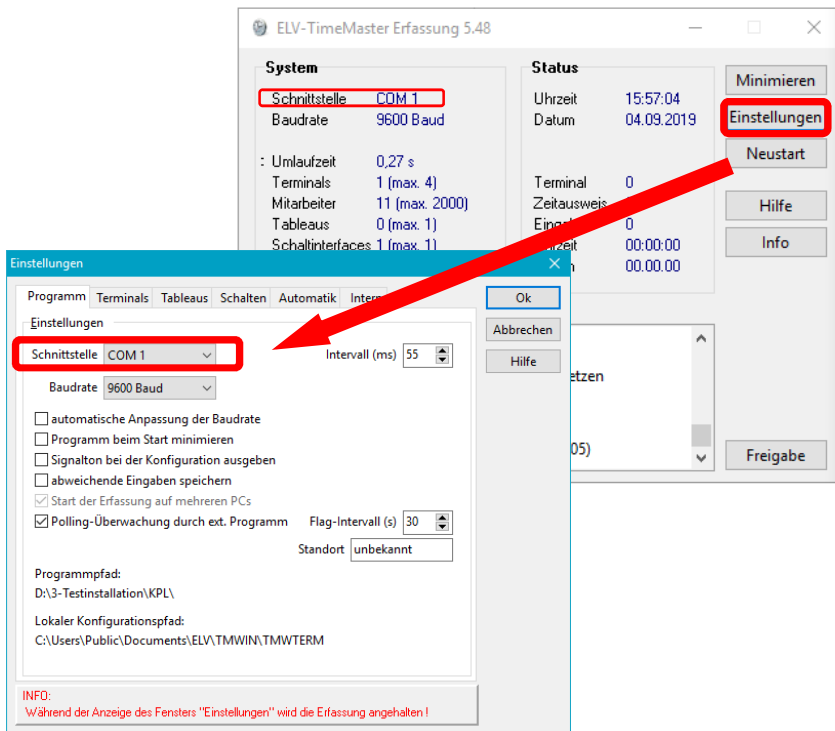 ELV-TimeMaster Erfassung 5.48
System
Schnittstelle COM 1
Baudrate 9600 Baud
: Umlaufzeit 0,27 s
Terminals 1 (max. 4)
Mitarbeiter 11 (max. 2000)
Tableaus 0 (max. 1)
Schaltinterfaces 1 (max. 1)
Status
Uhrzeit 15:57:04
Datum 04.09.2019
Terminal 0
Zeitausweis
0
00:00:00
00.00.00
Minimieren
Einstellungen
Neustart
Hilfe
Info
etzen
05)
Freigabe
Einstellungen
Programm Terminals Tableaus Schalten Automatik
Einstellungen
Schnittstelle COM 1 Intervall (ms) 55
Baudrate 9600 Baud
automatische Anpassung der Baudrate
Programm beim Start minimieren
Signalton bei der Konfiguration ausgeben
abweichende Eingaben speichern
Start der Erfassung auf mehreren PCs
Polling-Überwachung durch ext. Programm Flag-Intervall (s) 30
Standort unbekannt
Programmpfad:
D:\3-Testinstallation\KPL\
Lokaler Konfigurationspfad:
C:\Users\Public\Documents\ELV\TMWIN\TMWTERM
Ok
Abbrechen
Hilfe
INFO:
Während der Anzeige des Fensters "Einstellungen" wird die Erfassung angehalten !